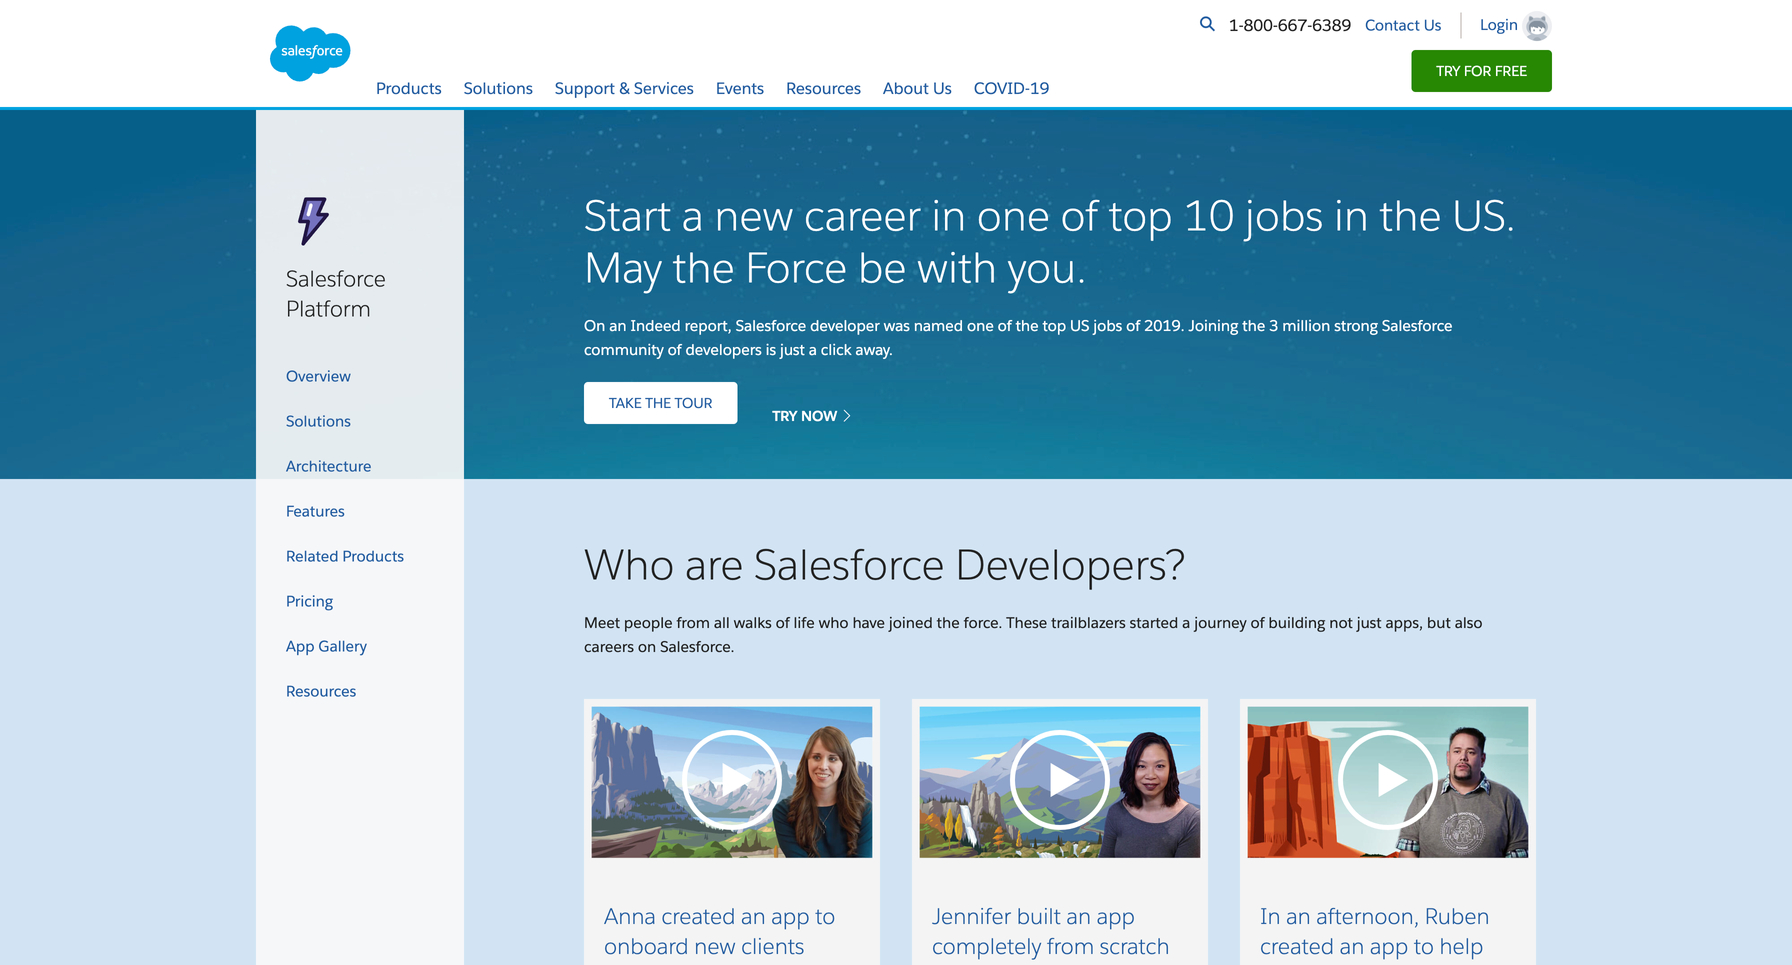 salesforce
1-800-667-6389
Contact Us
Login
TRY FOR FREE
Products
Solutions
Support & Services
Events
Resources
About Us
COVID-19
Salesforce
Platform
Overview
Solutions
Architecture
Features
Related Products
Pricing
App Gallery
Resources
Start a new career in one of top 10 jobs in the US.
May the Force be with you.
On an Indeed report, Salesforce developer was named one of the top US jobs of 2019. Joining the 3 million strong Salesforce
community of developers is just a click away.
TAKE THE TOUR
TRY NOW
Who are Salesforce Developers?
Meet people from all walks of life who have joined the force. These trailblazers started a journey of building not just apps, but also
careers on Salesforce.
Anna created an app to
onboard new clients
Jennifer built an app
completely from scratch
In an afternoon, Ruben
created an app to help